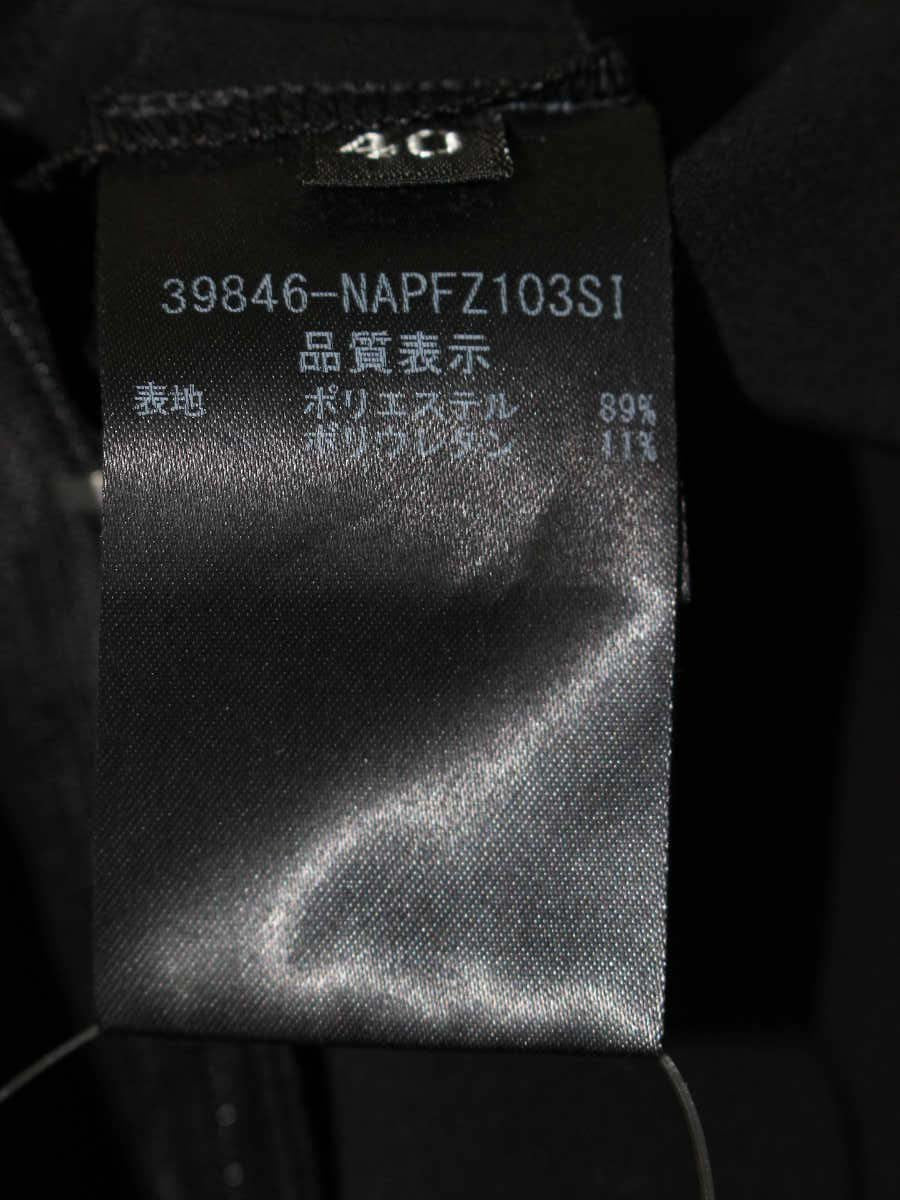 40
39846-NAPFZ103SI
品質表示
表地 ポリエステル 89%
ポリウレタン 11%